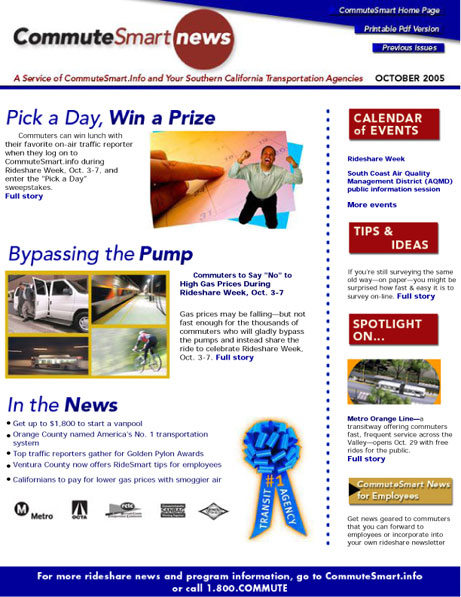 CommuteSmart news
CommuteSmart Home Page
Printable Pdf Version
Previous Issues
A Service of CommuteSmart.Info and Your Southern California Transportation Agencies
OCTOBER 2005
Pick a Day, Win a Prize
Commuters can win lunch with
their favorite on-air traffic reporter
when they log on to
CommuteSmart.info during
Rideshare Week, Oct. 3-7, and
enter the "Pick a Day"
sweepstakes.
Full story
Bypassing the Pump
Commuters to Say "No" to
High Gas Prices During
Rideshare Week, Oct. 3-7
Gas prices may be falling—but not
fast enough for the thousands of
commuters who will gladly bypass
the pumps and instead share the
ride to celebrate Rideshare Week,
Oct. 3-7. Full story
In the News
Get up to $1,800 to start a vanpool
Orange County named America's No. 1 transportation
system
Top traffic reporters gather for Golden Pylon Awards
Ventura County now offers RideSmart tips for employees
Californians to pay for lower gas prices with smoggier air
M Metro
OCTA
rctc
SANBAG
TRANSIT #1 AGENCY
CALENDAR
of EVENTS
Rideshare Week
South Coast Air Quality
Management District (AQMD)
public information session
More events
TIPS &
IDEAS
If you're still surveying the same
old way—on paper—you might be
surprised how fast & easy it is to
survey on-line. Full story
SPOTLIGHT
ON...
Metro Orange Line—a
transitway offering commuters
fast, frequent service across the
Valley—opens Oct. 29 with free
rides for the public.
Full story
CommuteSmart News
for Employees
Get news geared to commuters
that you can forward to
employees or incorporate into
your own rideshare newsletter
For more rideshare news and program information, go to CommuteSmart.info
or call 1.800.COMMUTE